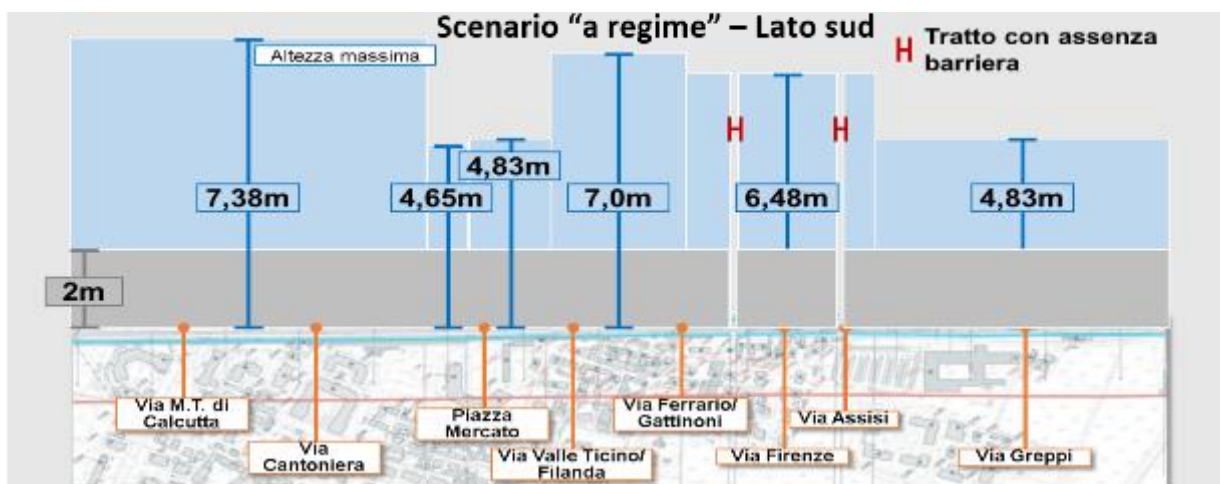 Scenario “a regime” – Lato sud
H Tratto con assenza
barriera
Altezza massima
H
H
4,83m
7,38m
4,65m
7,0m
6,48m
4,83m
2m
Via M.T. di
Calcutta
Via
Cantoniera
Piazza
Mercato
Via Valle Ticino/
Filanda
Via Ferrario/
Gattinoni
Via Firenze
Via Assisi
Via Greppi